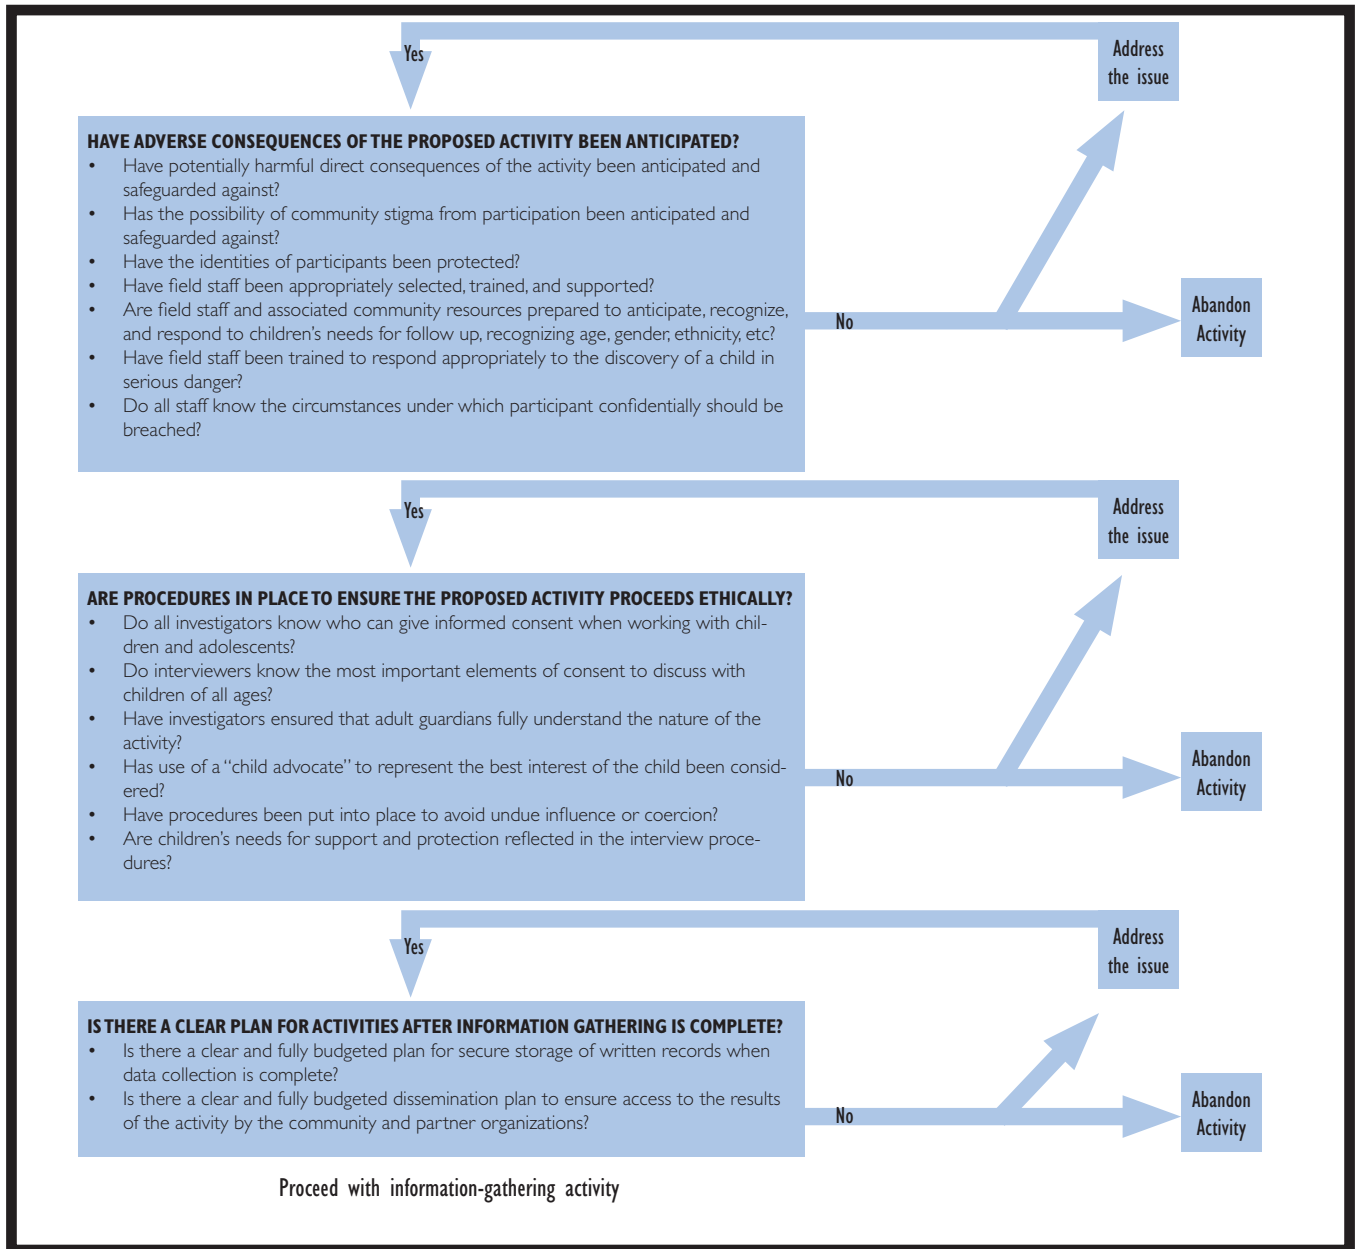 Yes
Address
the issue
HAVE ADVERSE CONSEQUENCES OF THE PROPOSED ACTIVITY BEEN ANTICIPATED?
• Have potentially harmful direct consequences of the activity been anticipated and
safeguarded against?
• Has the possibility of community stigma from participation been anticipated and
safeguarded against?
• Have the identities of participants been protected?
• Have field staff been appropriately selected, trained, and supported?
• Are field staff and associated community resources prepared to anticipate, recognize,
and respond to children's needs for follow up, recognizing age, gender, ethnicity, etc?
• Have field staff been trained to respond appropriately to the discovery of a child in
serious danger?
• Do all staff know the circumstances under which participant confidentially should be
breached?
No
Abandon
Activity
Yes
Address
the issue
ARE PROCEDURES IN PLACE TO ENSURE THE PROPOSED ACTIVITY PROCEEDS ETHICALLY?
• Do all investigators know who can give informed consent when working with chil-
dren and adolescents?
• Do interviewers know the most important elements of consent to discuss with
children of all ages?
• Have investigators ensured that adult guardians fully understand the nature of the
activity?
• Has use of a “child advocate” to represent the best interest of the child been consid-
ered?
• Have procedures been put into place to avoid undue influence or coercion?
• Are children's needs for support and protection reflected in the interview proce-
dures?
No
Abandon
Activity
Yes
Address
the issue
IS THERE A CLEAR PLAN FOR ACTIVITIES AFTER INFORMATION GATHERING IS COMPLETE?
• Is there a clear and fully budgeted plan for secure storage of written records when
data collection is complete?
• Is there a clear and fully budgeted dissemination plan to ensure access to the results
of the activity by the community and partner organizations?
No
Abandon
Activity
Proceed with information-gathering activity